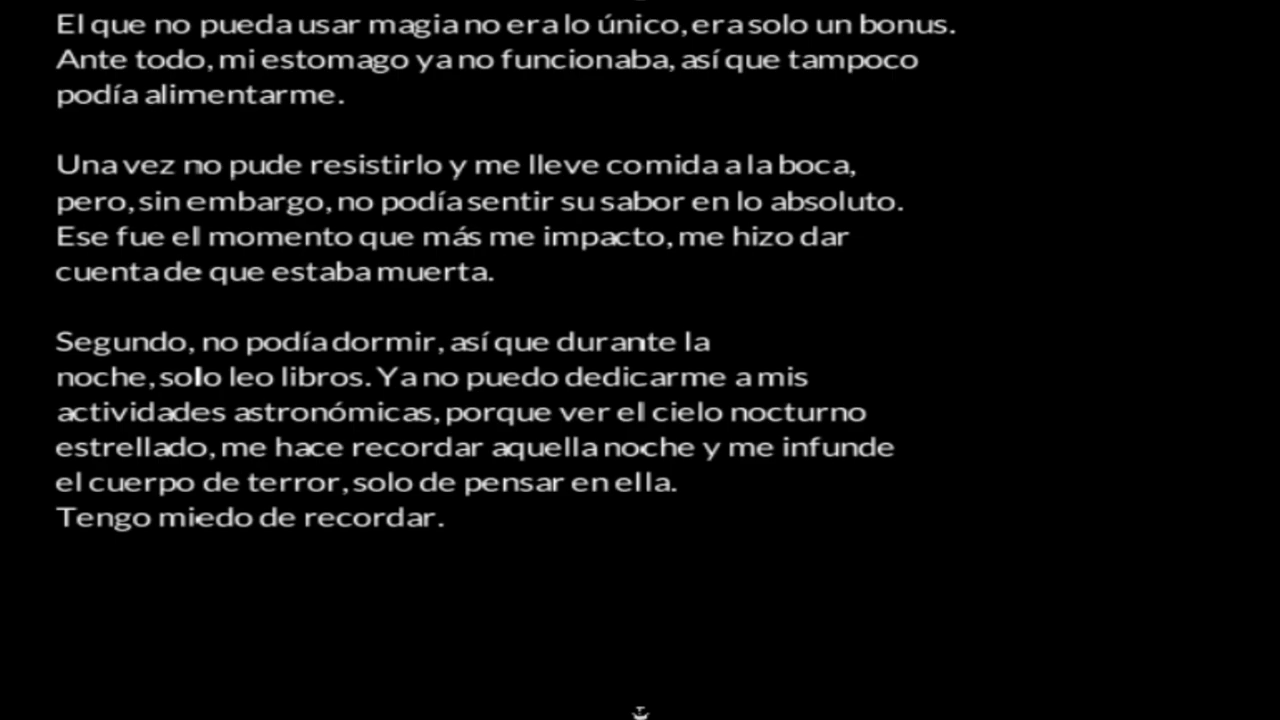 El que no pueda usar magia no era lo único, era solo un bonus.
Ante todo, mi estomago ya no funcionaba, así que tampoco
podía alimentarme.
Una vez no pude resistirlo y me lleve comida a la boca,
pero, sin embargo, no podía sentir su sabor en lo absoluto.
Ese fue el momento que más me impacto, me hizo dar
cuenta de que estaba muerta.
Segundo, no podía dormir, así que durante la
noche, solo leo libros. Ya no puedo dedicarme a mis
actividades astronómicas, porque ver el cielo nocturno
estrellado, me hace recordar aquella noche y me infunde
el cuerpo de terror, solo de pensar en ella.
Tengo miedo de recordar.